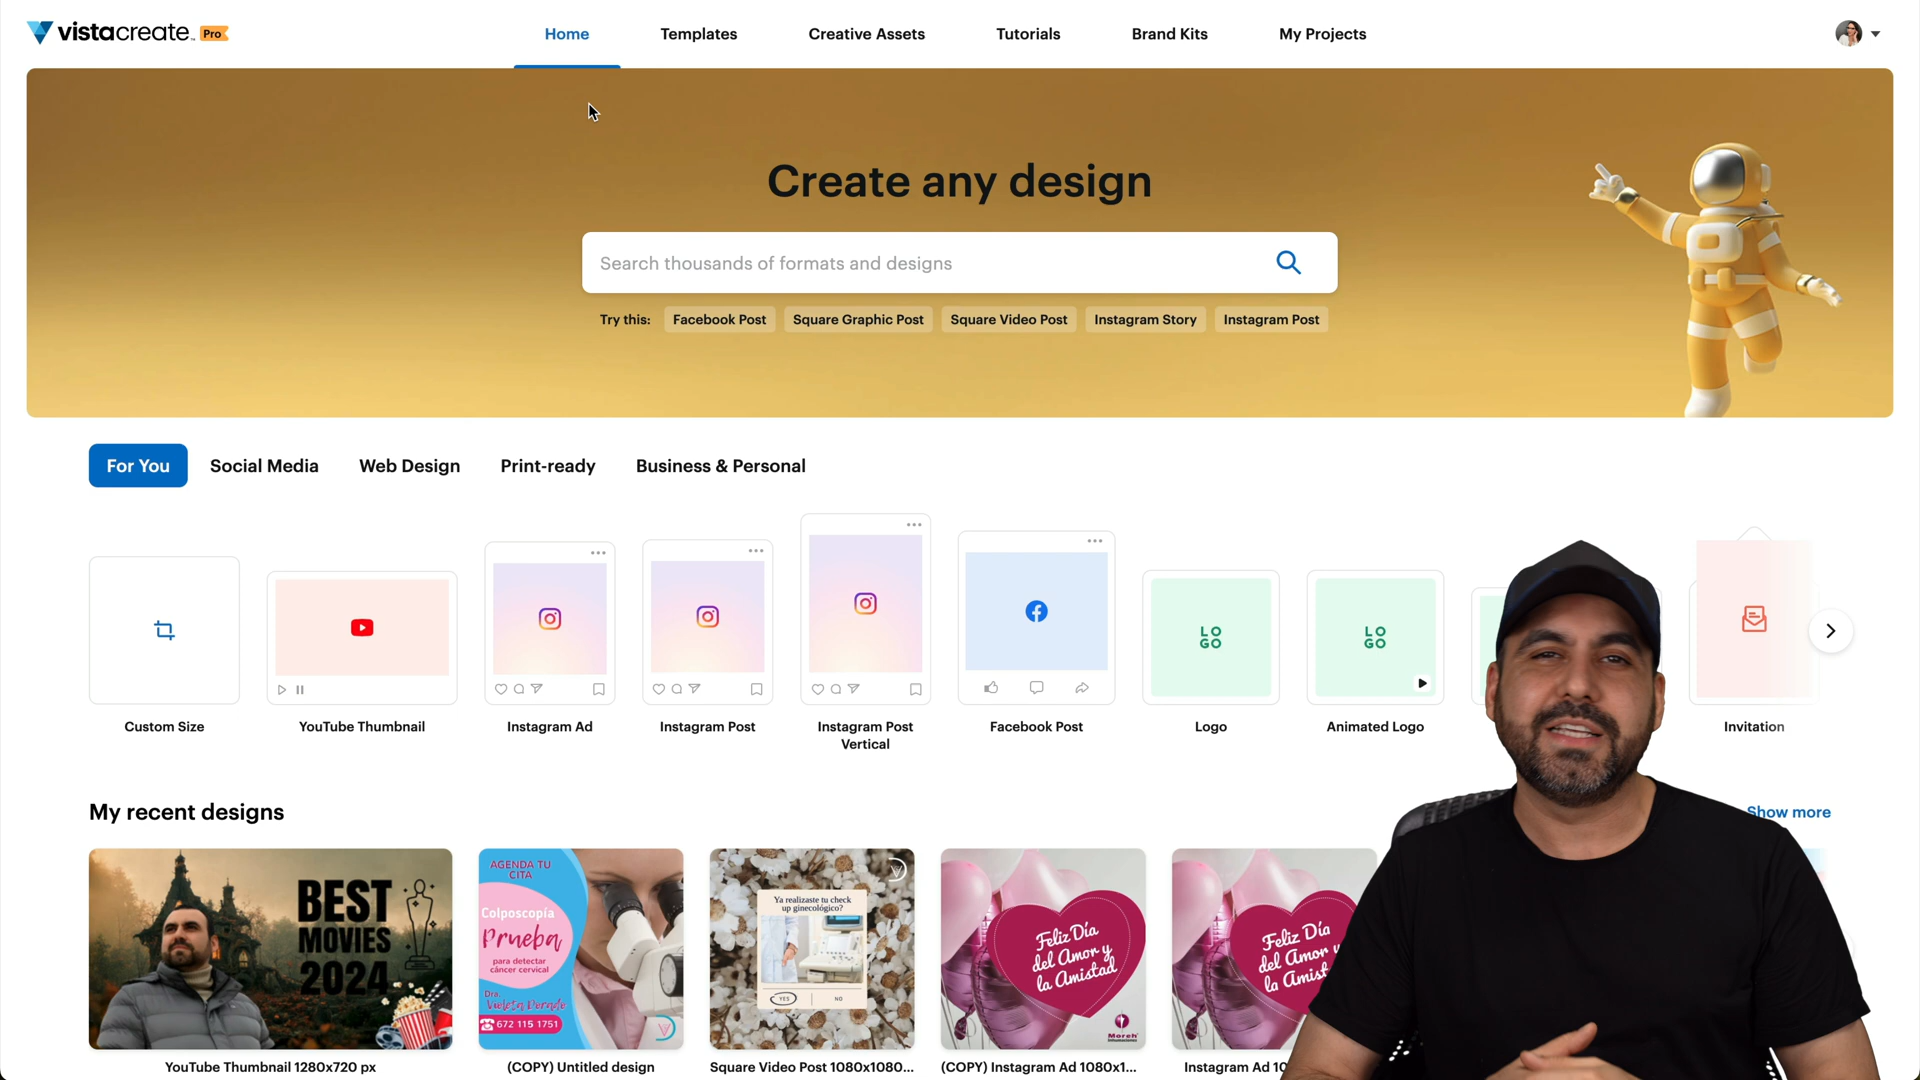 vistacreate Pro
Home
Templates
Creative Assets
Tutorials
Brand Kits
My Projects
Create any design
Search thousands of formats and designs
Try this:
Facebook Post
Square Graphic Post
Square Video Post
Instagram Story
Instagram Post
For You
Social Media
Web Design
Print-ready
Business & Personal
LO
GO
LO
GO
Custom Size
YouTube Thumbnail
Instagram Ad
Instagram Post
Instagram Post
Vertical
Facebook Post
Logo
Animated Logo
Invitation
My recent designs
Show more
BEST
MOVIES
2024
AGENDA TU
CITA
Colposcopía
Prueba
para detectar
cáncer cervical
Dra.
Violeta Dorado
672 115 1751
Ya realizaste tu check
up ginecológico?
YES
NO
Feliz Día
del Amor y
la Amistad
Moreh
Feliz Día
del Amor
la Amist
YouTube Thumbnail 1280x720 px
(COPY) Untitled design
Square Video Post 1080x1080...
(COPY) Instagram Ad 1080x1...
Instagram Ad 10